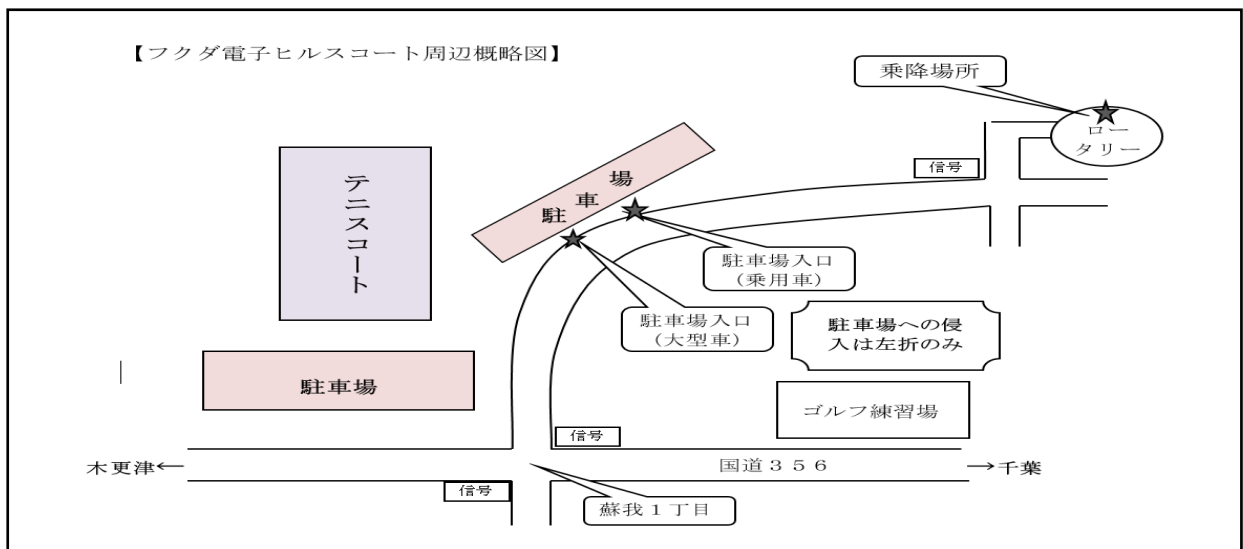 【フクダ電子ヒルスコート周辺概略図】
乗降場所
ロー
タリー
信号
駐車場
テニスコート
駐車場入口
(乗用車)
駐車場入口
(大型車)
駐車場への侵
入は左折のみ
駐車場
ゴルフ練習場
信号
木更津←
国道356
→千葉
信号
蘇我1丁目